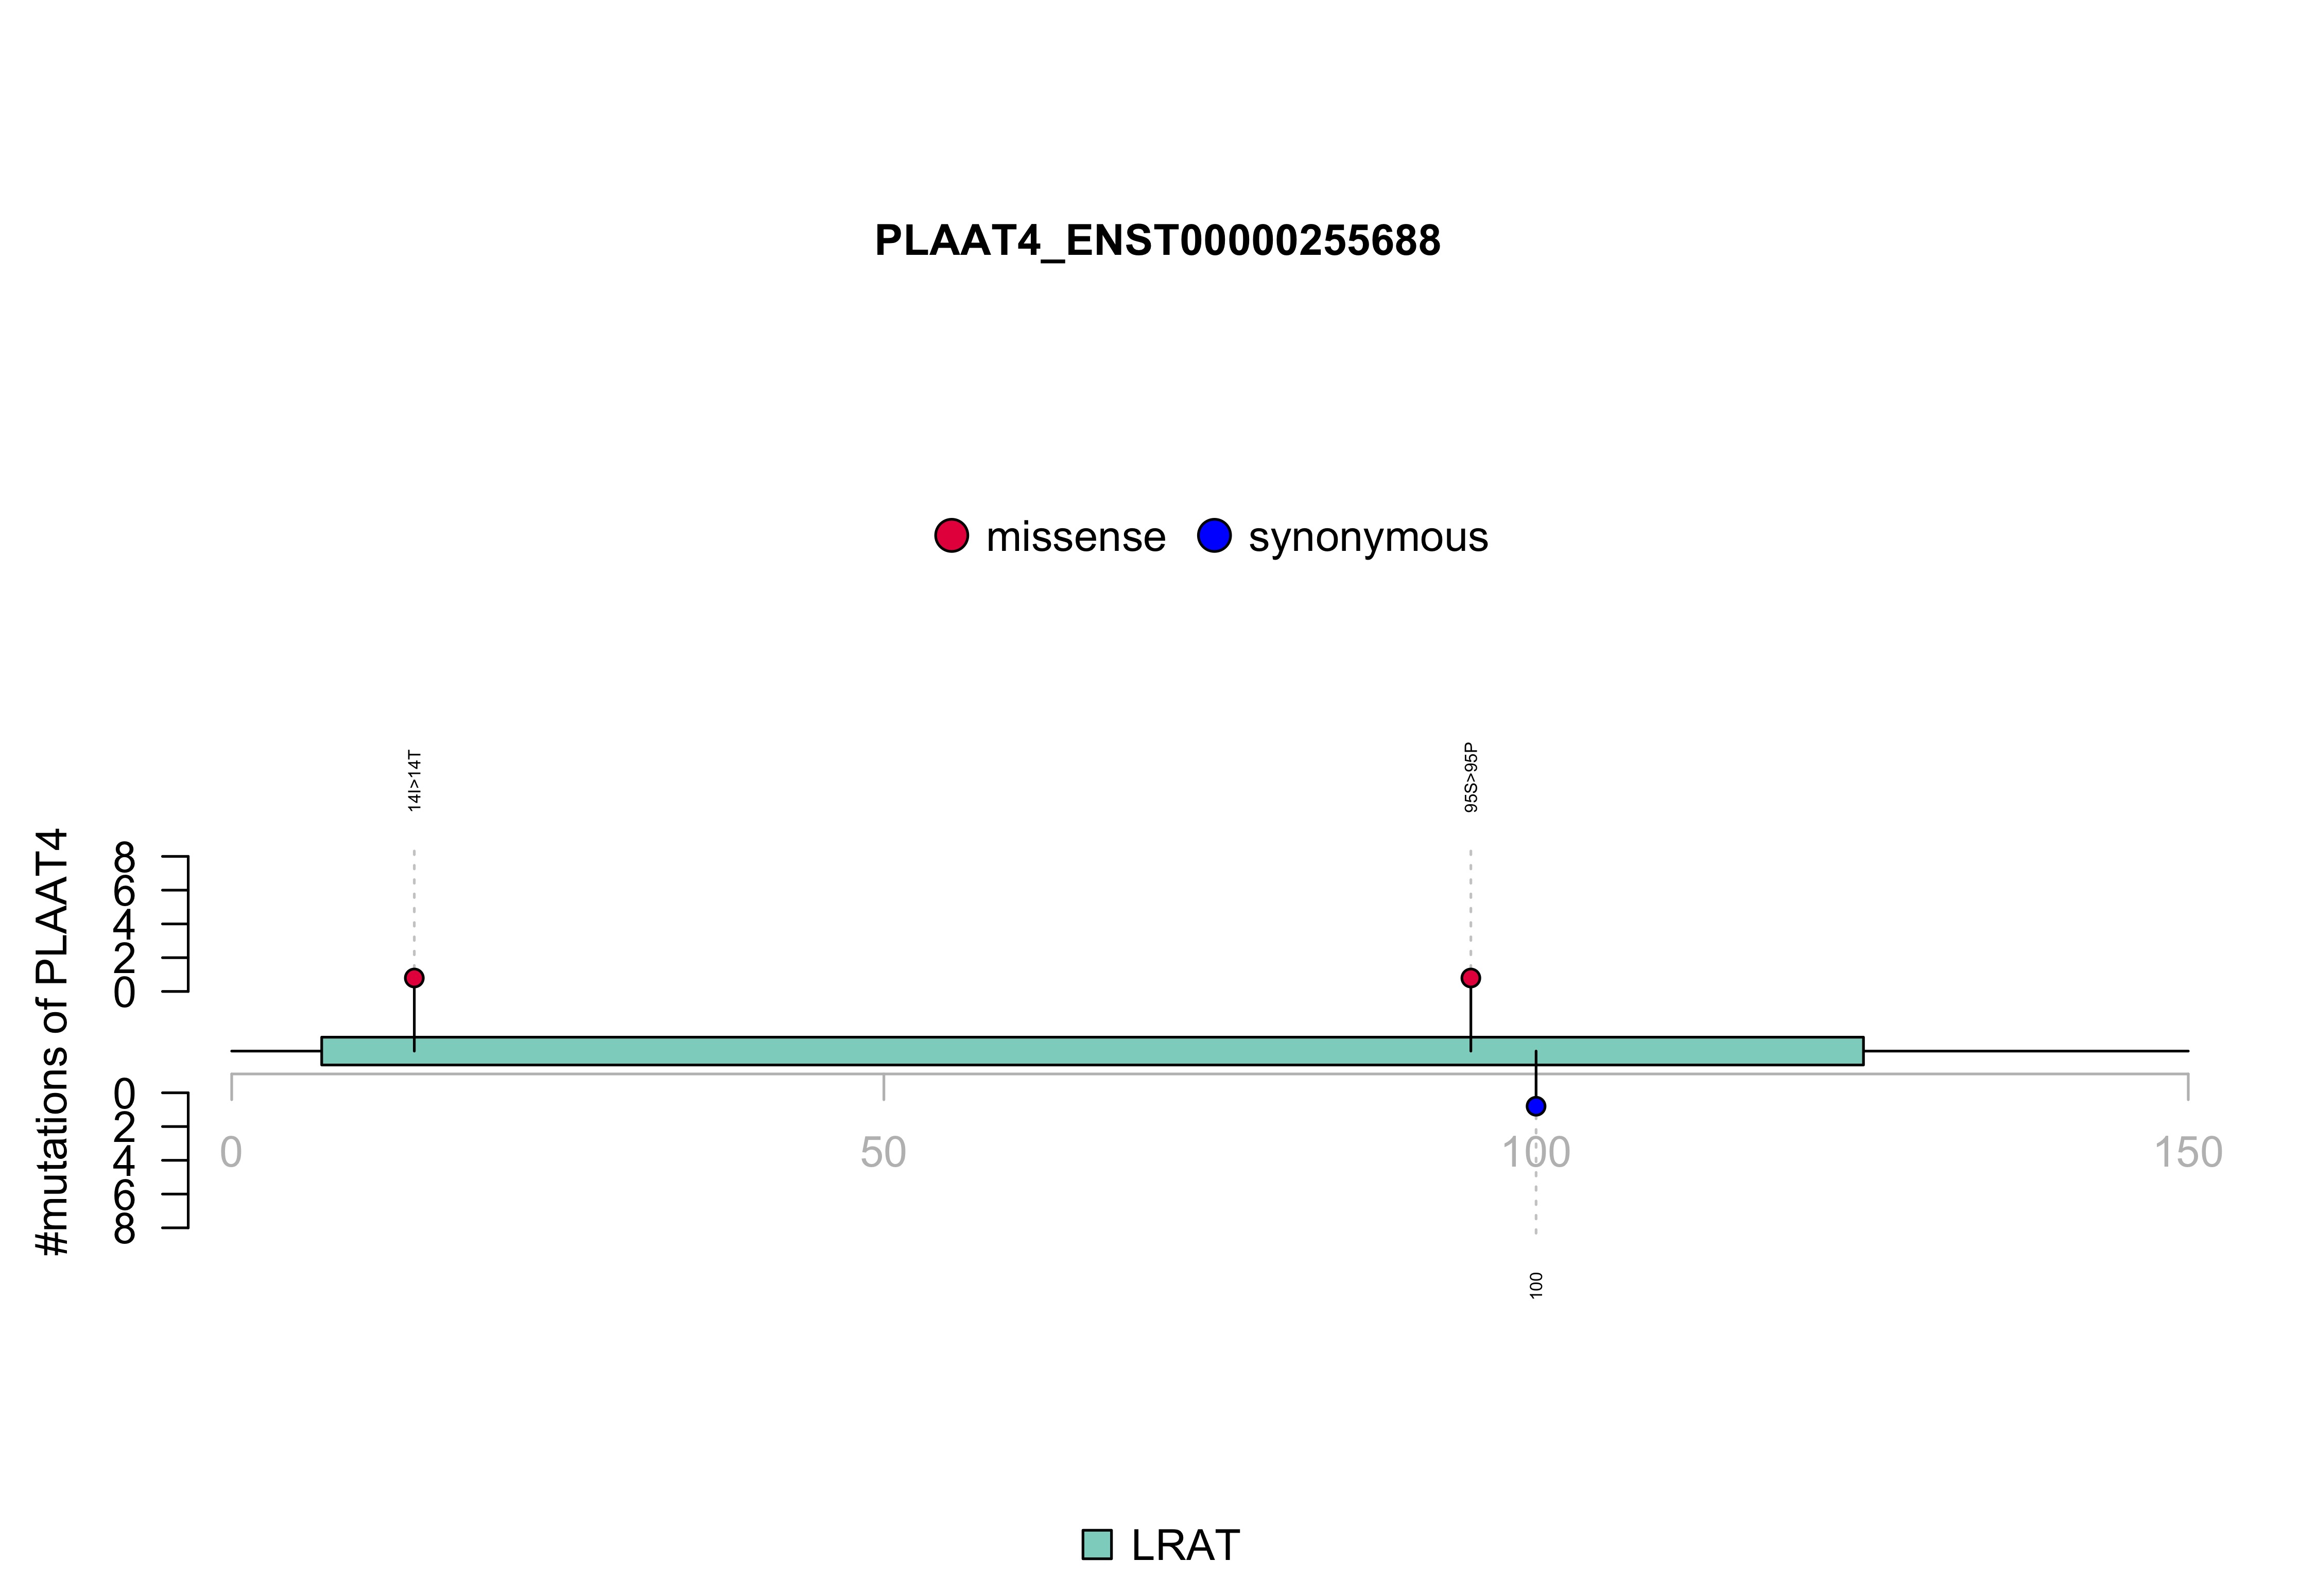 PLAAT4_ENST00000255688
missense synonymous
14I>14T
95S>95P
#mutations of PLAAT4
8
6
4
2
0
0
2
4
6
8
0 50 100 150
100
LRAT